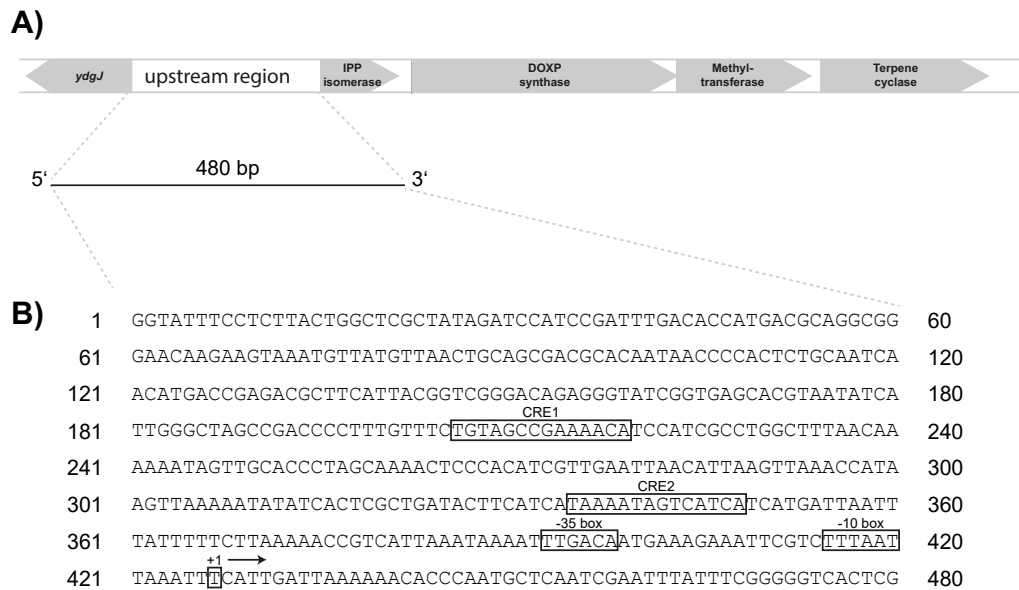 A)
ydgJ
upstream region
IPP
isomerase
DOXP
synthase
Methyl-
transferase
Terpene
cyclase
480 bp
5‘
3‘
B)
1 GGTATTTCCTCTTACTGGCTCGCTATAGATCCATCCGATTTGACACCATGACGCAGGCGG 60
61 GAACAAGAAGTAAATGTTATGTTAACTGCAGCGACGCACAATAACCCCACTCTGCAATCA 120
121 ACATGACCGAGACGCTTCATTACGGTCGGGACAGAGGGTATCGGTGAGCACGTAATATCA 180
CRE1
181 TTGGGCTAGCCGACCCCTTTGTTTCTGTAGCCGAAAACATCCATCGCCTGGCTTTAACAA 240
241 AAAATAGTTGCACCCTAGCAAAACTCCCACATCGTTGAATTAACATTAAGTTAAACCATA 300
CRE2
301 AGTTAAAAATATATCACTCGCTGATACTTCATCATAAAATAGTCATCATCATGATTAATT 360
-35 box
-10 box
361 TATTTTTCTTAAAAACCGTCATTAAATAAAATTTGACAATGAAAGAAATTCGTCTTTAAT 420
+1
421 TAAATTTCATTGATTAAAAAACACCCAATGCTCAATCGAATTTATTTCGGGGGTCACTCG 480